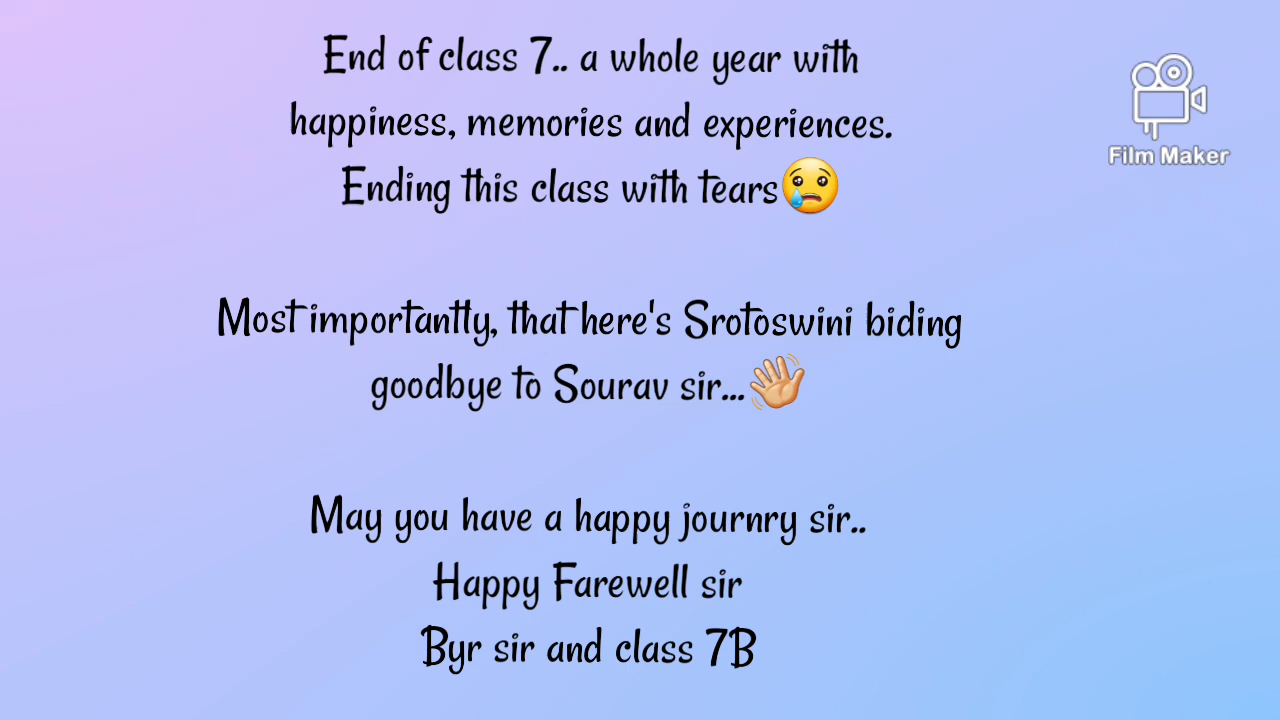 End of class 7.. a whole year with
happiness, memories and experiences.
Ending this class with tears😢
Most importantly, that here's Srotoswini biding
goodbye to Sourav sir...👋🏼
May you have a happy journry sir..
Happy Farewell sir
Byr sir and class 7B
Film Maker